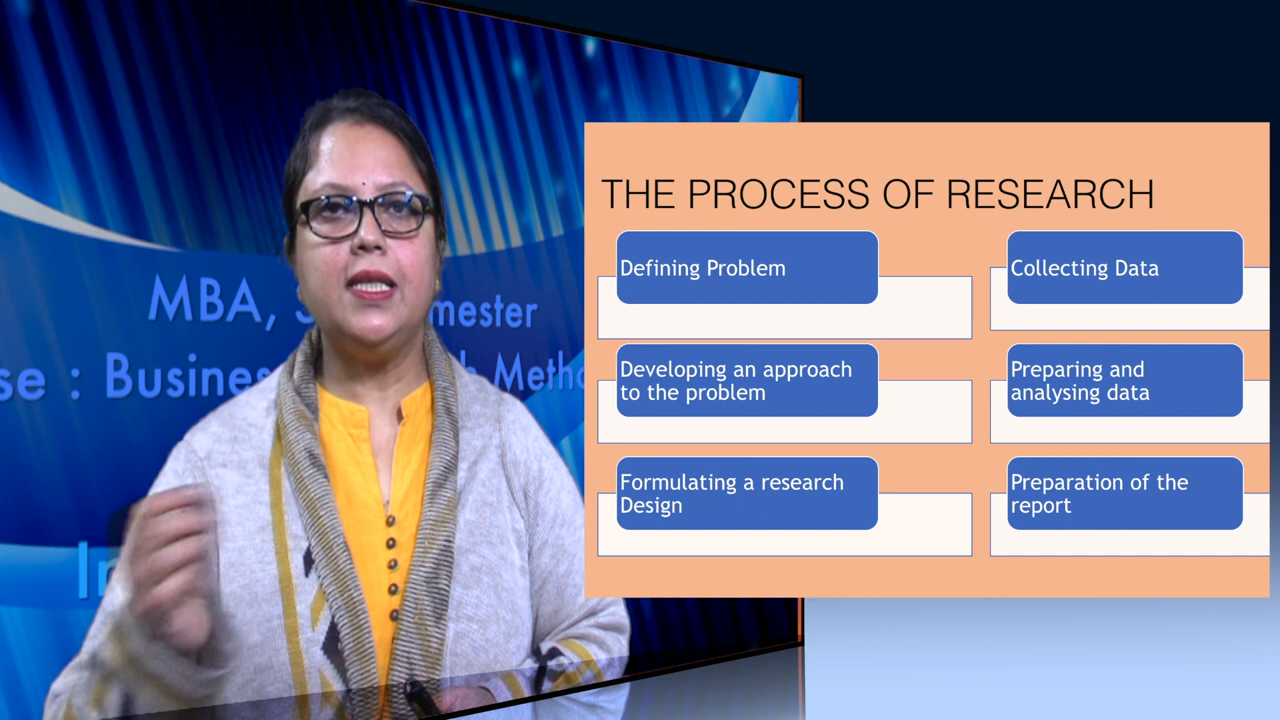 MBA,
mester
se : Busines
Meth
THE PROCESS OF RESEARCH
Defining Problem
Developing an approach
to the problem
Formulating a research
Design
Collecting Data
Preparing and
analysing data
Preparation of the
report